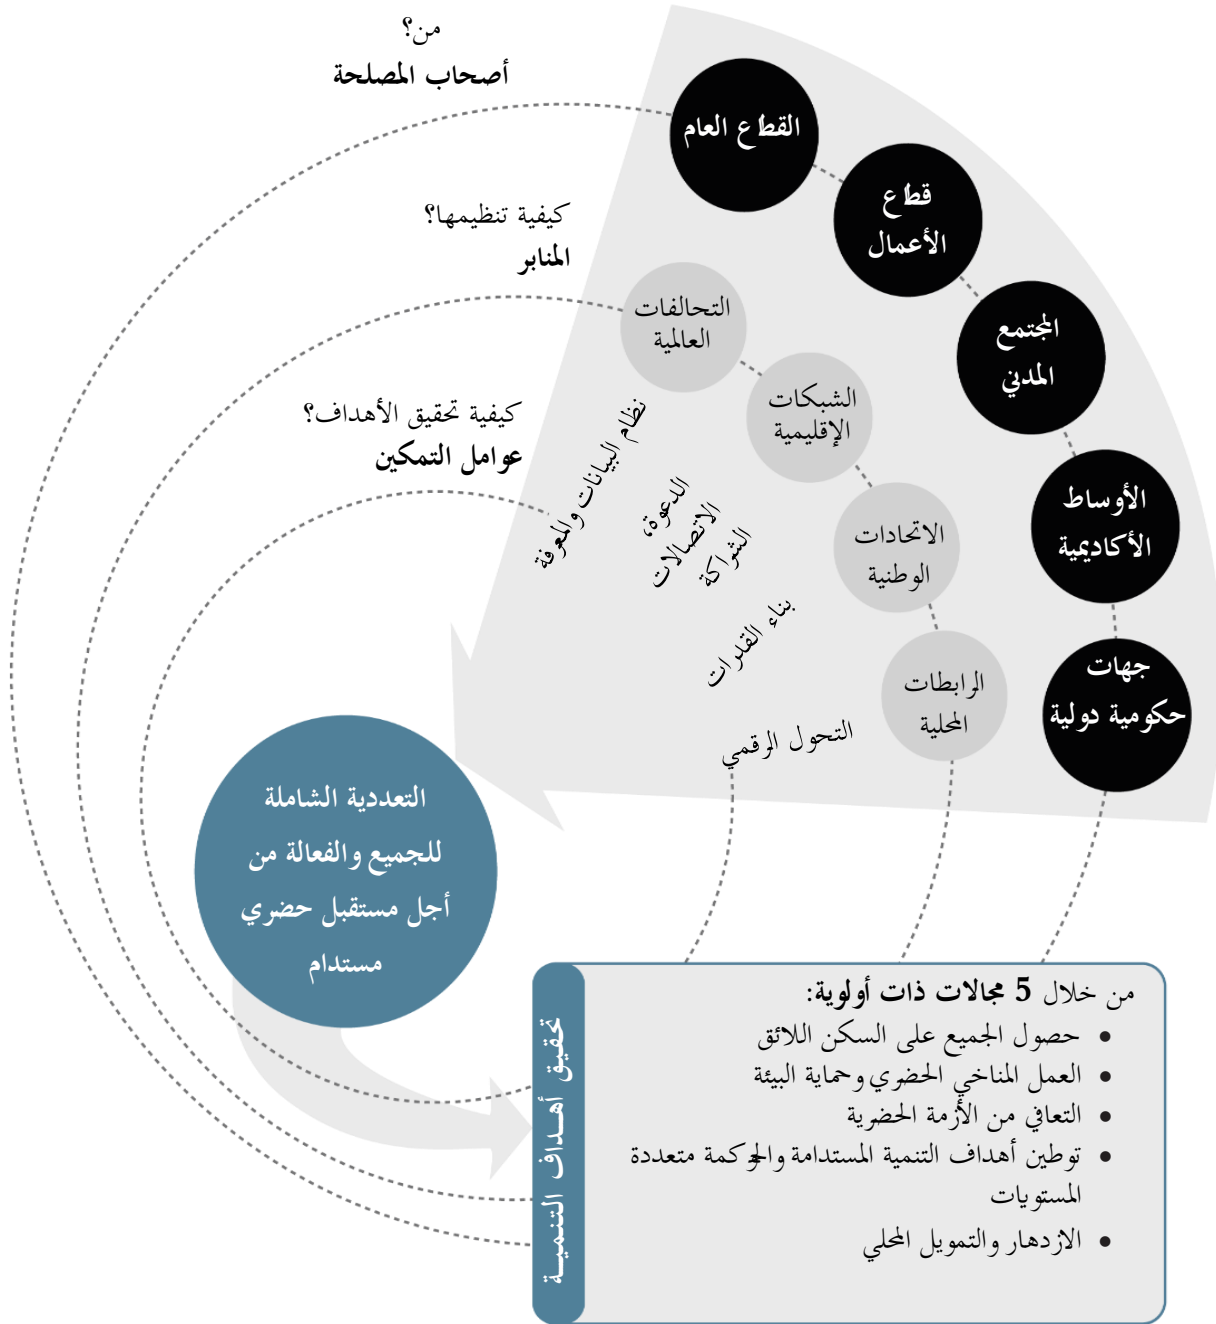 من؟
أصحاب المصلحة
القطاع العام
قطاع
الأعمال
المجتمع
المدني
الأوساط
الأكاديمية
جهات
حكومية دولية
كيفية تنظيمها؟
المنابر
التحالفات
العالمية
الشبكات
الإقليمية
الاتحادات
الوطنية
الرابطات
المحلية
كيفية تحقيق الأهداف؟
عوامل التمكين
نظام البيانات والمعرفة
الدعوة،
الاتصالات
الشراكة
بناء القدرات
التحول الرقمي
التعددية الشاملة
للجميع والفعالة من
أجل مستقبل حضري
مستدام
تحقيق أهداف التنمية
من خلال 5 مجالات ذات أولوية:
• حصول الجميع على السكن اللائق
• العمل المناخي الحضري وحماية البيئة
• التعافي من الأزمة الحضرية
• توطين أهداف التنمية المستدامة والحوكمة متعددة
المستويات
• الازدهار والتمويل المحلي